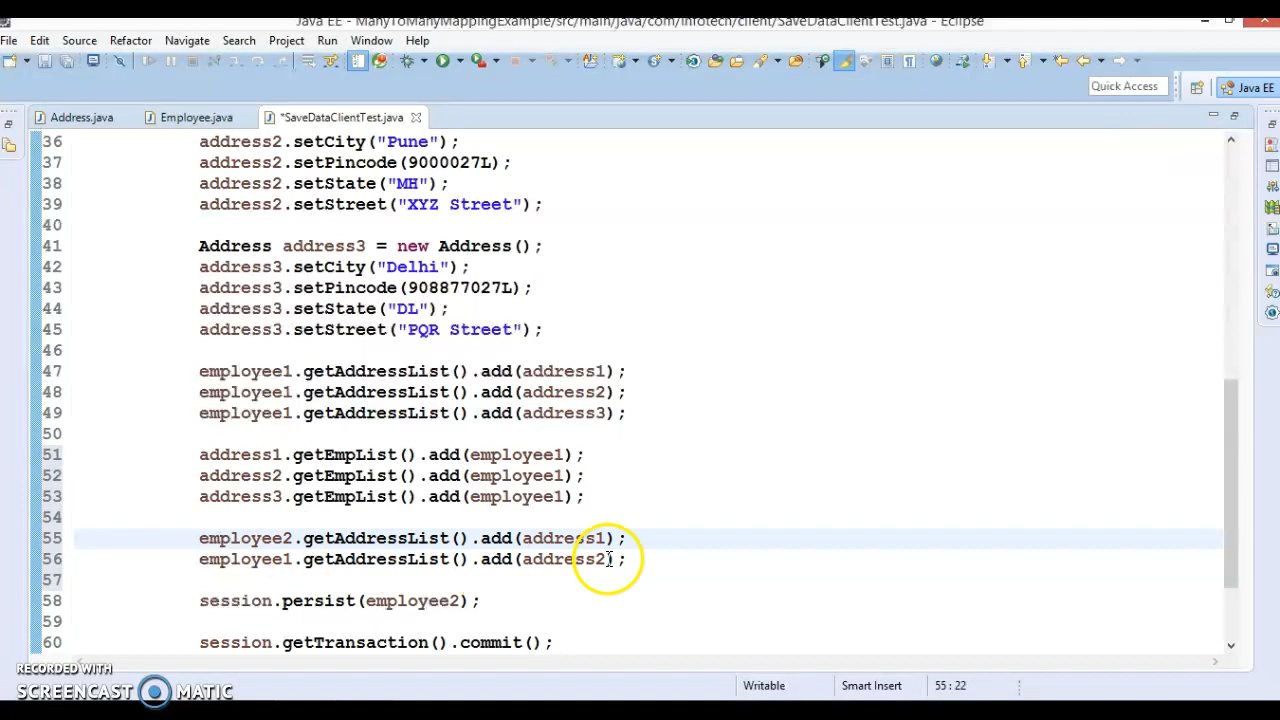 Java EE - ManyToManyMappingExample/src/main/java/com/infotech/client/SaveDataClientTest.java - Eclipse
File Edit Source Refactor Navigate Search Project Run Window Help
Quick Access
Java EE
Address.java
Employee.java
*SaveDataClientTest.java
36 address2.setCity("Pune");
37 address2.setPincode(9000027L);
38 address2.setState("MH");
39 address2.setStreet("XYZ Street");
40
41 Address address3 = new Address();
42 address3.setCity("Delhi");
43 address3.setPincode(908877027L);
44 address3.setState("DL");
45 address3.setStreet("PQR Street");
46
47 employee1.getAddressList().add(address1);
48 employee1.getAddressList().add(address2);
49 employee1.getAddressList().add(address3);
50
51 address1.getEmpList().add(employee1);
52 address2.getEmpList().add(employee1);
53 address3.getEmpList().add(employee1);
54
55 employee2.getAddressList().add(address1);
56 employee1.getAddressList().add(address2);
57
58 session.persist(employee2);
59
60 session.getTransaction().commit();
RECORDED WITH
SCREENCAST MATIC
Writable
Smart Insert
55 : 22